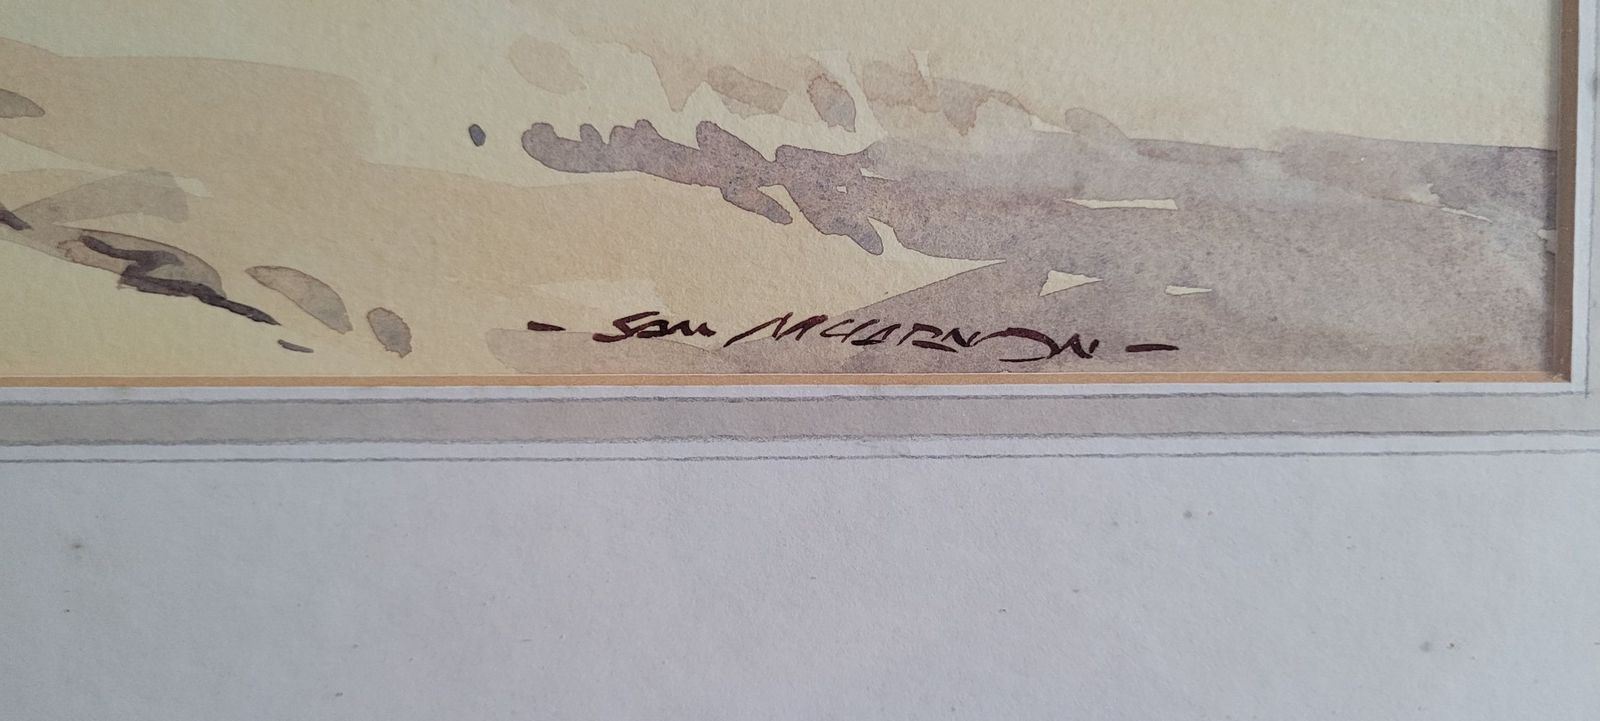 - SAM McLARNON -